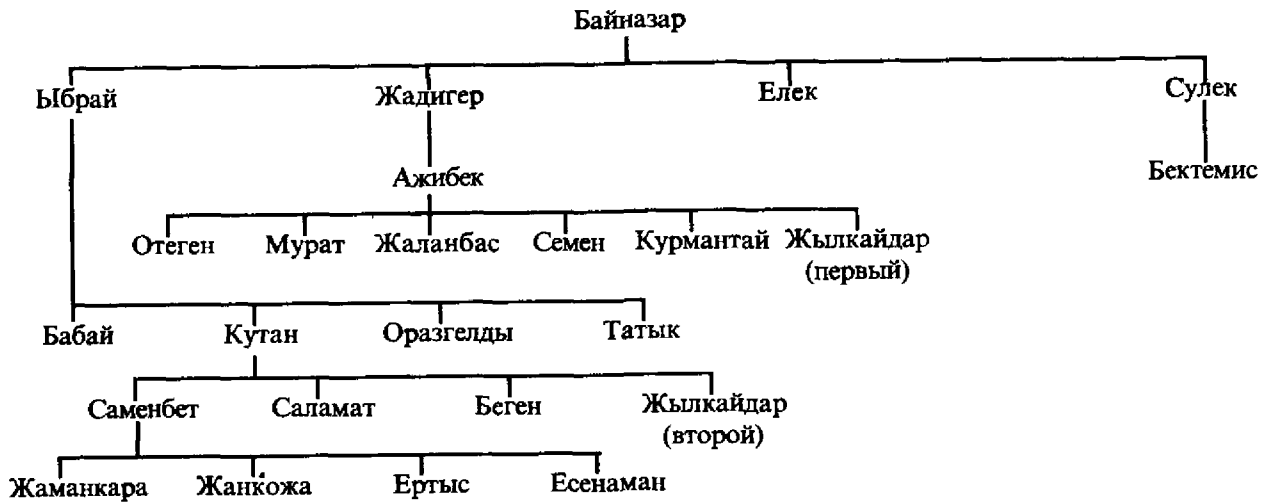 Байназар
Ыбрай Жадигер Елек Сулек
Ажибек Бектемис
Отеген Мурат Жаланбас Семен Курмантай Жылкайдар
(первый)
Бабай Кутан Оразгелды Татык
Саменбет Саламат Беген Жылкайдар
(второй)
Жаманкара Жанкожа Ертыс Есенаман